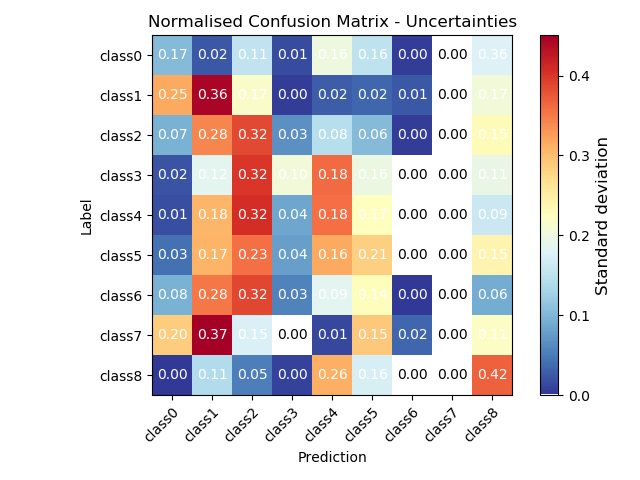 Normalised Confusion Matrix - Uncertainties
class0 0.17 0.02 0.11 0.01 0.16 0.16 0.00 0.00 0.36
class1 0.25 0.36 0.17 0.00 0.02 0.02 0.01 0.00 0.17
class2 0.07 0.28 0.32 0.03 0.08 0.06 0.00 0.00 0.15
class3 0.02 0.12 0.32 0.10 0.18 0.16 0.00 0.00 0.11
class4 0.01 0.18 0.32 0.04 0.18 0.17 0.00 0.00 0.09
class5 0.03 0.17 0.23 0.04 0.16 0.21 0.00 0.00 0.15
class6 0.08 0.28 0.32 0.03 0.09 0.14 0.00 0.00 0.06
class7 0.20 0.37 0.15 0.00 0.01 0.15 0.02 0.00 0.11
class8 0.00 0.11 0.05 0.00 0.26 0.16 0.00 0.00 0.42
class0 class1 class2 class3 class4 class5 class6 class7 class8
Prediction
Label
0.4
0.3
0.2
0.1
0.0
Standard deviation